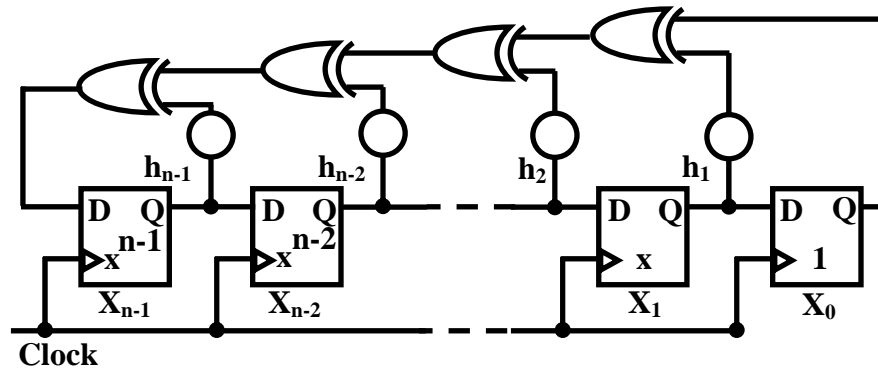 hₙ₋₁ hₙ₋₂ h₂ h₁
D Q D Q D Q D Q
xⁿ⁻¹ xⁿ⁻² x 1
Xₙ₋₁ Xₙ₋₂ X₁ X₀
Clock